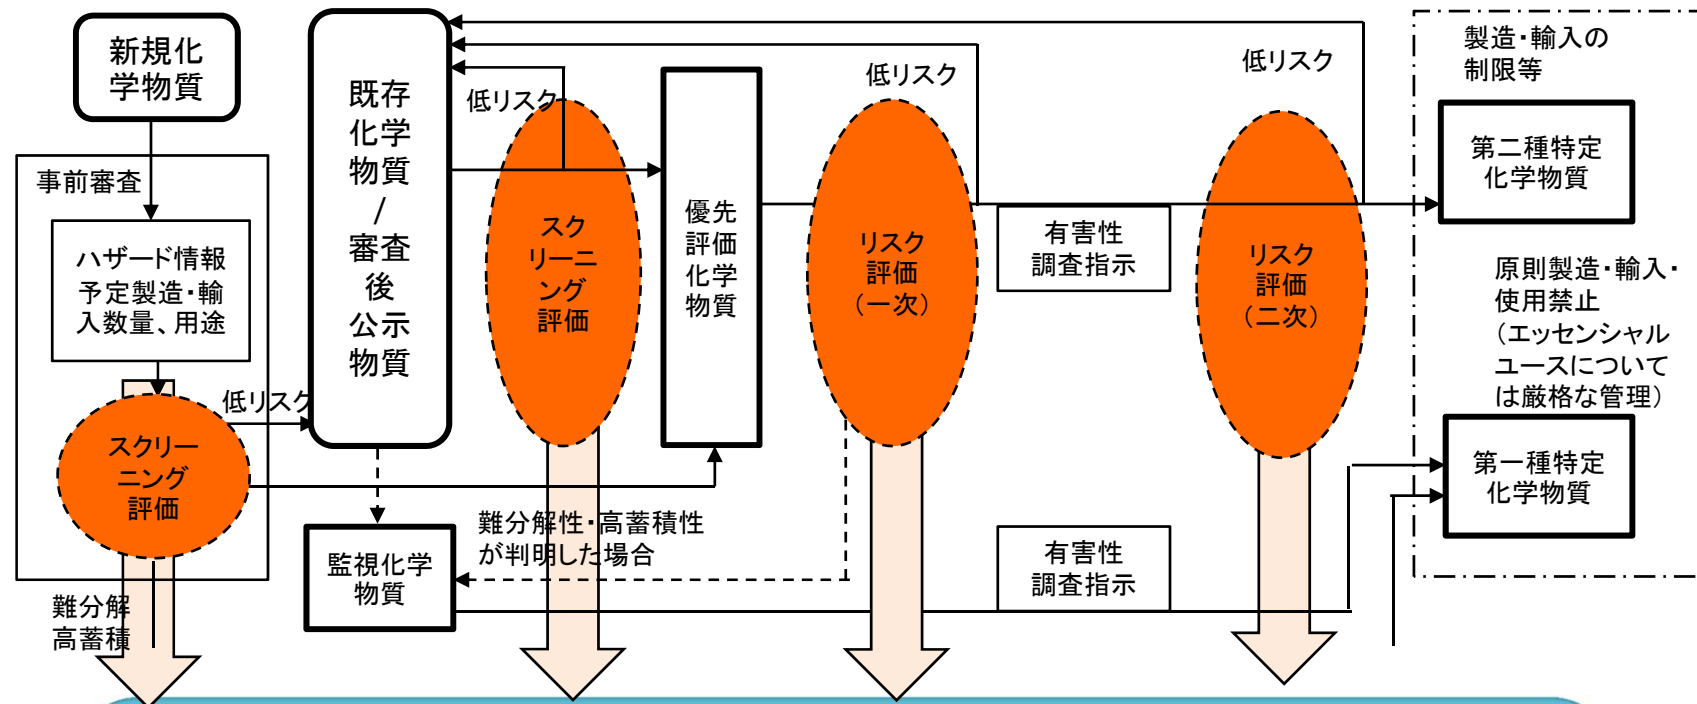 新規化
学物質
事前審査
ハザード情報
予定製造・輸
入数量、用途
低リスク
スクリー
ニング
評価
難分解
高蓄積
既存
化学
物質
/
審査
後
公示
物質
低リスク
スク
リーニ
ング
評価
優先
評価
化学
物質
監視化学
物質
難分解性・高蓄積性
が判明した場合
低リスク
リスク
評価
（一次）
有害性
調査指示
有害性
調査指示
低リスク
リスク
評価
（二次）
製造・輸入の
制限等
第二種特定
化学物質
原則製造・輸入・
使用禁止
（エッセンシャル
ユースについて
は厳格な管理）
第一種特定
化学物質